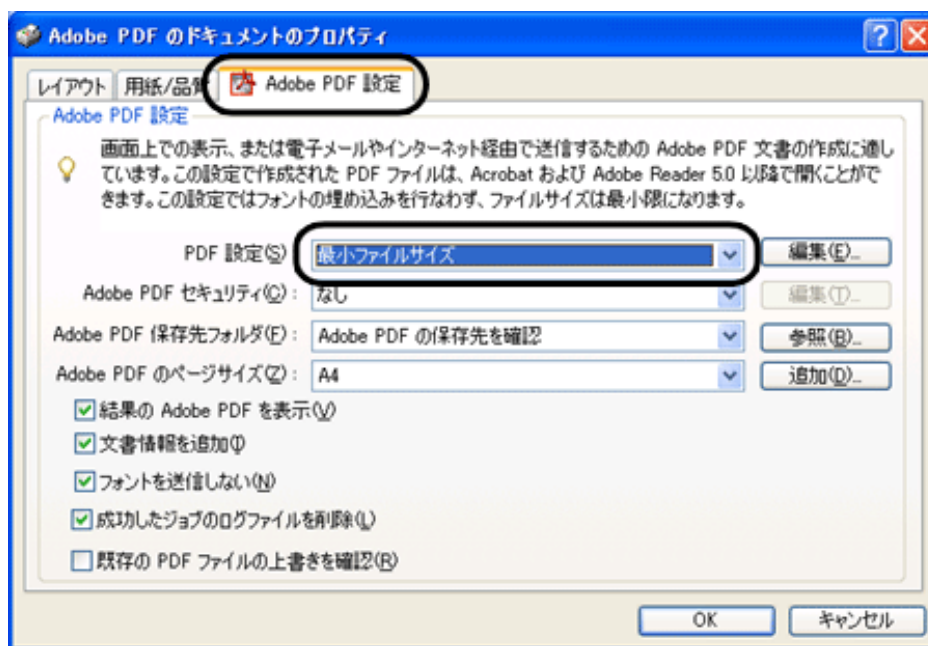 Adobe PDF のドキュメントのプロパティ
レイアウト 用紙/品質 Adobe PDF 設定
Adobe PDF 設定
画面上での表示、または電子メールやインターネット経由で送信するための Adobe PDF 文書の作成に適し
ています。この設定で作成された PDF ファイルは、Acrobat および Adobe Reader 5.0 以降で開くことがで
きます。この設定ではフォントの埋め込みを行なわず、ファイルサイズは最小限になります。
PDF 設定(S) 最小ファイルサイズ 編集(E)...
Adobe PDF セキュリティ(C): なし 編集(T)...
Adobe PDF 保存先フォルダ(F): Adobe PDF の保存先を確認 参照(B)...
Adobe PDF のページサイズ(Z): A4 追加(D)...
結果の Adobe PDF を表示(V)
文書情報を追加(I)
フォントを送信しない(N)
成功したジョブのログファイルを削除(L)
既存の PDF ファイルの上書きを確認(R)
OK キャンセル